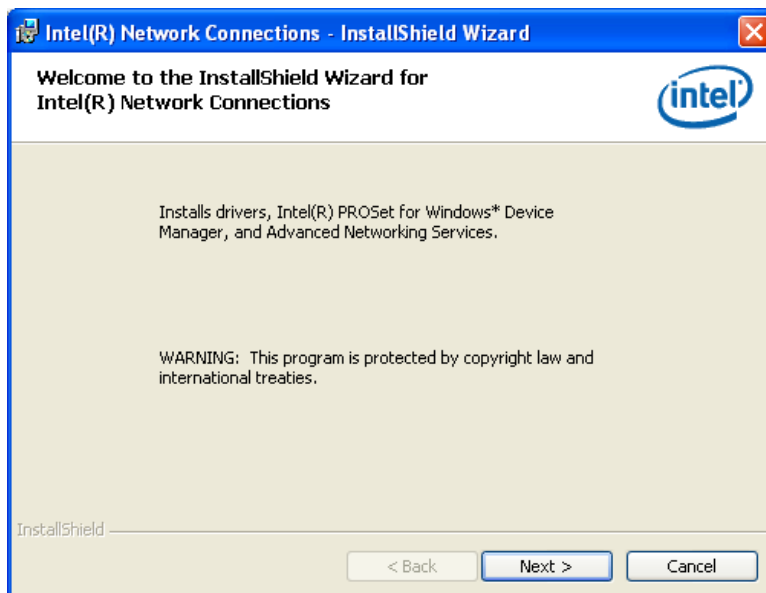 Intel(R) Network Connections - InstallShield Wizard
Welcome to the InstallShield Wizard for
Intel(R) Network Connections
intel
Installs drivers, Intel(R) PROSet for Windows* Device
Manager, and Advanced Networking Services.
WARNING: This program is protected by copyright law and
international treaties.
InstallShield
< Back
Next >
Cancel